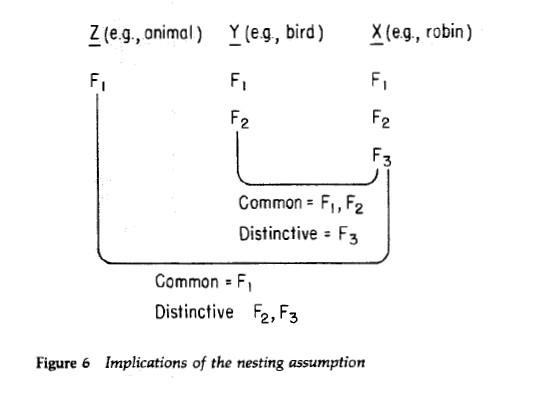 Z (e.g., animal) Y (e.g., bird) X (e.g., robin)
F₁ F₁ F₁
F₂ F₂
F₃
Common = F₁, F₂
Distinctive = F₃
Common = F₁
Distinctive F₂, F₃
Figure 6 Implications of the nesting assumption